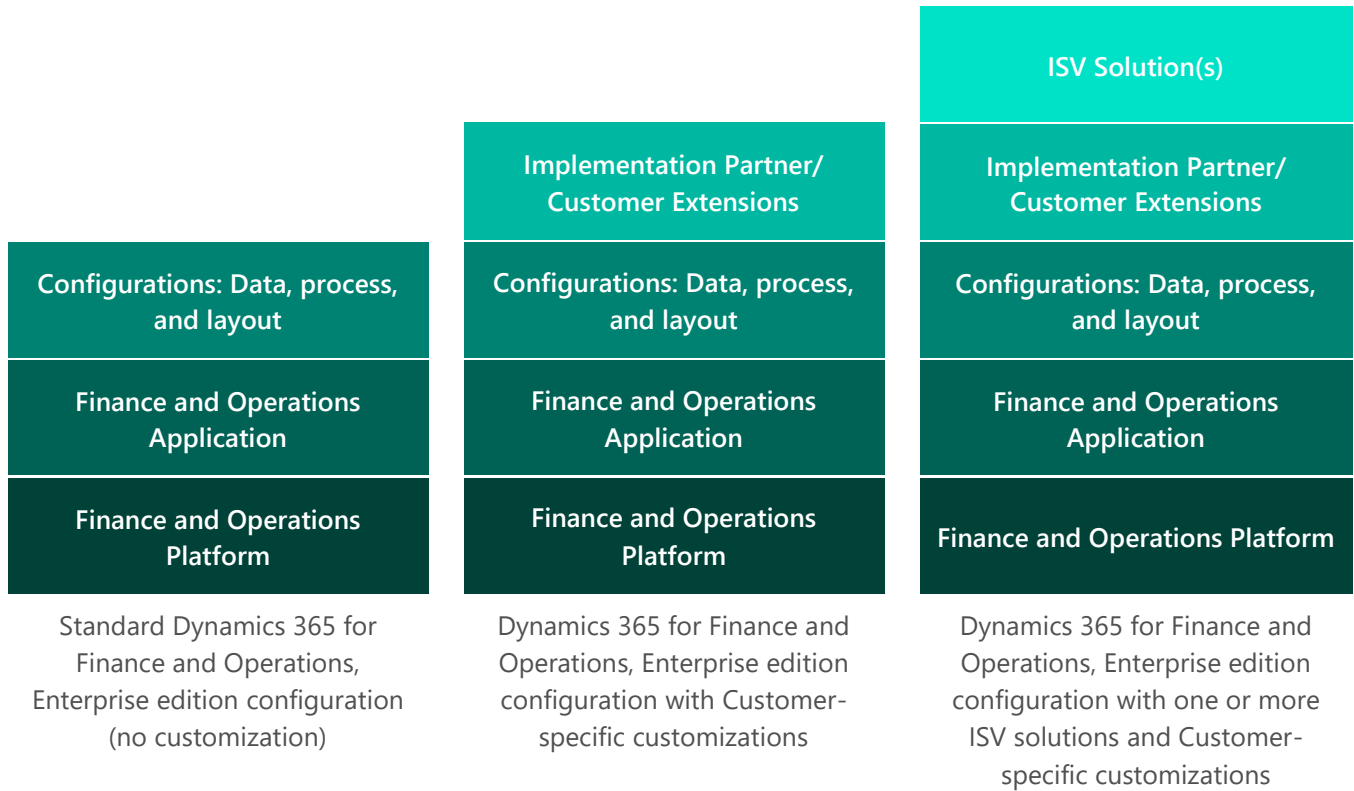 Configurations: Data, process,
and layout
Finance and Operations
Application
Finance and Operations
Platform
Standard Dynamics 365 for
Finance and Operations,
Enterprise edition configuration
(no customization)
Implementation Partner/
Customer Extensions
Configurations: Data, process,
and layout
Finance and Operations
Application
Finance and Operations
Platform
Dynamics 365 for Finance and
Operations, Enterprise edition
configuration with Customer-
specific customizations
ISV Solution(s)
Implementation Partner/
Customer Extensions
Configurations: Data, process,
and layout
Finance and Operations
Application
Finance and Operations Platform
Dynamics 365 for Finance and
Operations, Enterprise edition
configuration with one or more
ISV solutions and Customer-
specific customizations